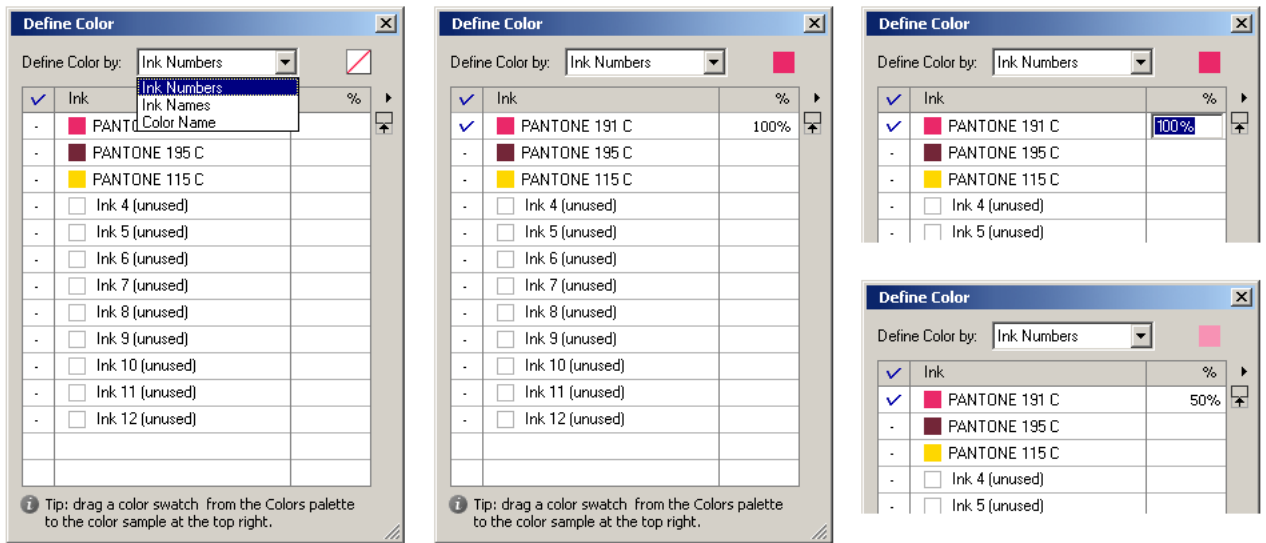 Define Color
Define Color by: Ink Numbers
Ink Numbers
Ink Names
Color Name
Ink %
- PANTONE 191 C
- PANTONE 195 C
- PANTONE 115 C
- Ink 4 (unused)
- Ink 5 (unused)
- Ink 6 (unused)
- Ink 7 (unused)
- Ink 8 (unused)
- Ink 9 (unused)
- Ink 10 (unused)
- Ink 11 (unused)
- Ink 12 (unused)
Tip: drag a color swatch from the Colors palette
to the color sample at the top right.
Define Color
Define Color by: Ink Numbers
Ink %
PANTONE 191 C 100%
- PANTONE 195 C
- PANTONE 115 C
- Ink 4 (unused)
- Ink 5 (unused)
- Ink 6 (unused)
- Ink 7 (unused)
- Ink 8 (unused)
- Ink 9 (unused)
- Ink 10 (unused)
- Ink 11 (unused)
- Ink 12 (unused)
Tip: drag a color swatch from the Colors palette
to the color sample at the top right.
Define Color
Define Color by: Ink Numbers
Ink %
PANTONE 191 C 100%
- PANTONE 195 C
- PANTONE 115 C
- Ink 4 (unused)
- Ink 5 (unused)
Define Color
Define Color by: Ink Numbers
Ink %
PANTONE 191 C 50%
- PANTONE 195 C
- PANTONE 115 C
- Ink 4 (unused)
- Ink 5 (unused)